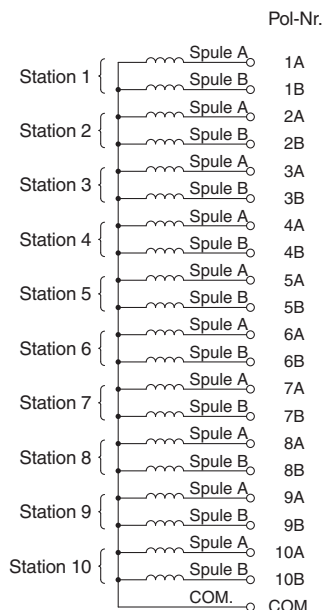 Pol-Nr.
Spule A 1A
Station 1
Spule B 1B
Spule A 2A
Station 2
Spule B 2B
Spule A 3A
Station 3
Spule B 3B
Spule A 4A
Station 4
Spule B 4B
Spule A 5A
Station 5
Spule B 5B
Spule A 6A
Station 6
Spule B 6B
Spule A 7A
Station 7
Spule B 7B
Spule A 8A
Station 8
Spule B 8B
Spule A 9A
Station 9
Spule B 9B
Spule A 10A
Station 10
Spule B 10B
COM. COM